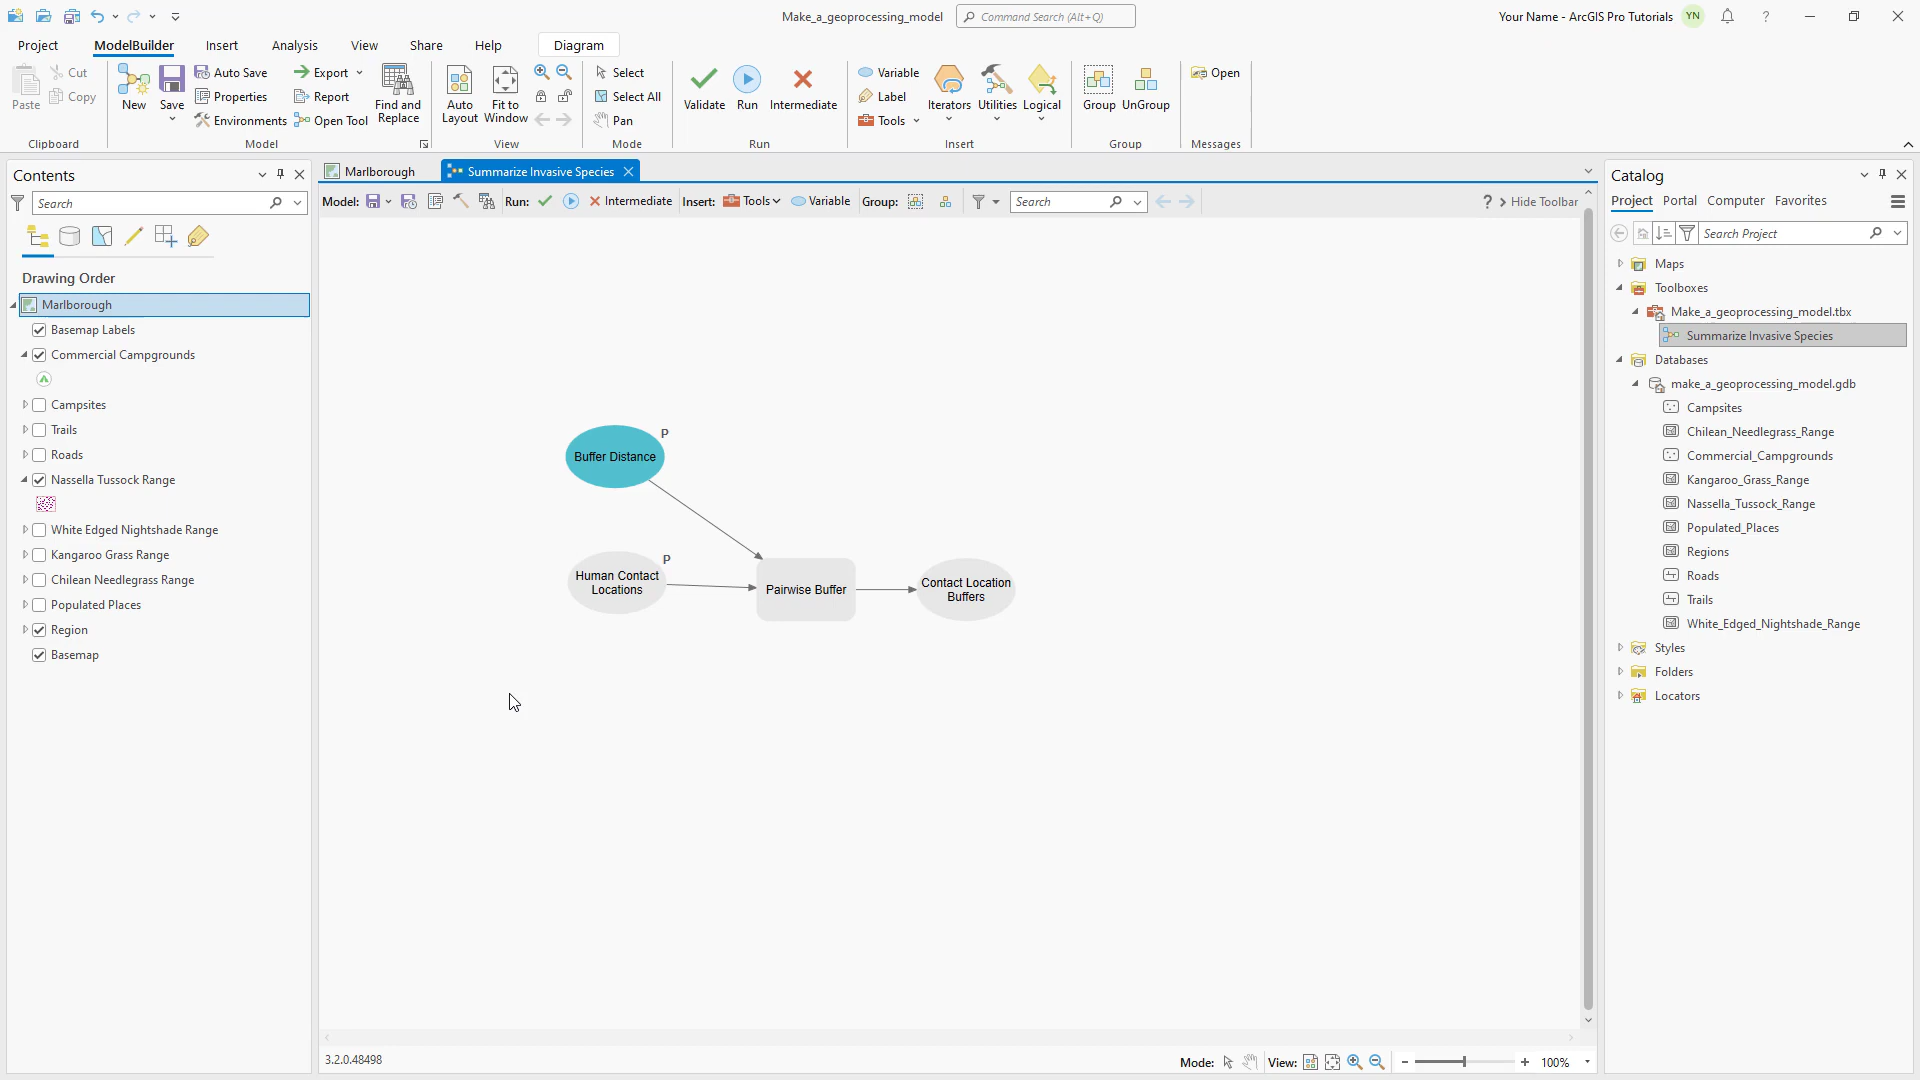 Make_a_geoprocessing_model
Command Search (Alt+Q)
Your Name - ArcGIS Pro Tutorials
YN
?
Project
ModelBuilder
Insert
Analysis
View
Share
Help
Diagram
Paste
Cut
Copy
Clipboard
New
Save
Auto Save
Properties
Environments
Export
Report
Open Tool
Find and
Replace
Model
Auto
Layout
Fit to
Window
View
Select
Select All
Pan
Mode
Validate
Run
Intermediate
Run
Variable
Label
Tools
Iterators
Utilities
Logical
Insert
Group
UnGroup
Group
Open
Messages
Contents
Search
Drawing Order
Marlborough
Basemap Labels
Commercial Campgrounds
Campsites
Trails
Roads
Nassella Tussock Range
White Edged Nightshade Range
Kangaroo Grass Range
Chilean Needlegrass Range
Populated Places
Region
Basemap
Marlborough
Summarize Invasive Species
Model:
Run:
Intermediate
Insert:
Tools
Variable
Group:
Search
?
Hide Toolbar
Buffer Distance
P
Human Contact
Locations
P
Pairwise Buffer
Contact Location
Buffers
3.2.0.48498
Mode:
View:
100%
Catalog
Project
Portal
Computer
Favorites
Search Project
Maps
Toolboxes
Make_a_geoprocessing_model.tbx
Summarize Invasive Species
Databases
make_a_geoprocessing_model.gdb
Campsites
Chilean_Needlegrass_Range
Commercial_Campgrounds
Kangaroo_Grass_Range
Nassella_Tussock_Range
Populated_Places
Regions
Roads
Trails
White_Edged_Nightshade_Range
Styles
Folders
Locators